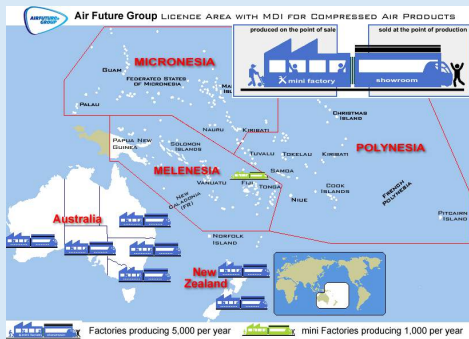 AIRFUTURE
GROUP
Air Future Group LICENCE AREA WITH MDI FOR COMPRESSED AIR PRODUCTS
produced on the point of sale
sold at the point of production
mini factory
showroom
MICRONESIA
GUAM
FEDERATED STATES
OF MICRONESIA
PALAU
CHRISTMAS
ISLAND
NAURU
KIRIBATI
PAPUA NEW
GUINEA
SOLOMON
ISLANDS
TUVALU
TOKELAU
KIRIBATI
POLYNESIA
MELENESIA
SAMOA
VANUATU
FIJI
TONGA
COOK
ISLANDS
NEW
CALADONIA
(FR)
NIUE
FRENCH
POLYNESIA
PITCAIRN
ISLAND
Australia
NORFOLK
ISLAND
New
Zealand
Factories producing 5,000 per year
mini Factories producing 1,000 per year